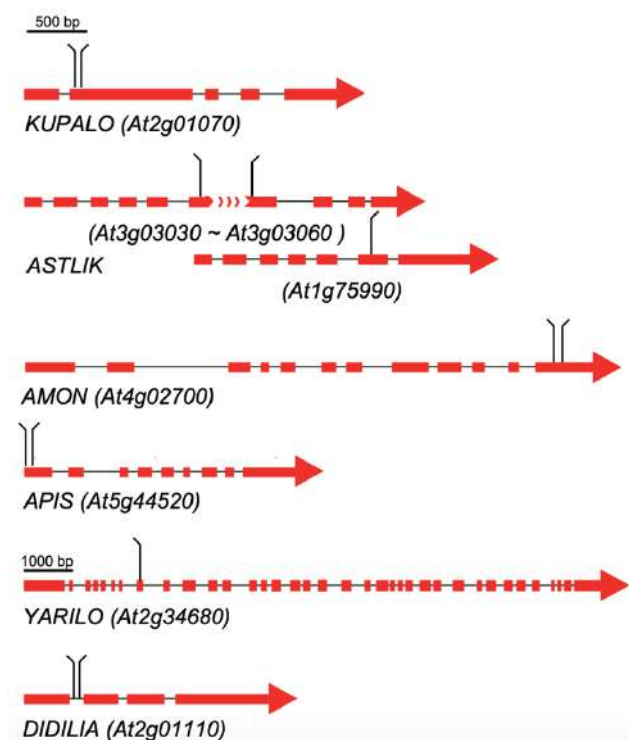 500 bp
KUPALO (At2g01070)
(At3g03030 ~ At3g03060 )
ASTLIK
(At1g75990)
AMON (At4g02700)
APIS (At5g44520)
1000 bp
YARILO (At2g34680)
DIDILIA (At2g01110)